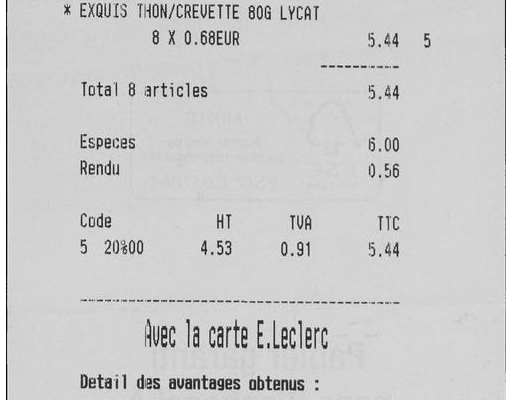 * EXQUIS THON/CREVETTE 80G LYCAT
8 X 0.68EUR 5.44 5
----------
Total 8 articles 5.44
Especes 6.00
Rendu 0.56
Code HT TVA TTC
5 20%00 4.53 0.91 5.44
----------------------------------------
Avec la carte E.Leclerc
Detail des avantages obtenus :